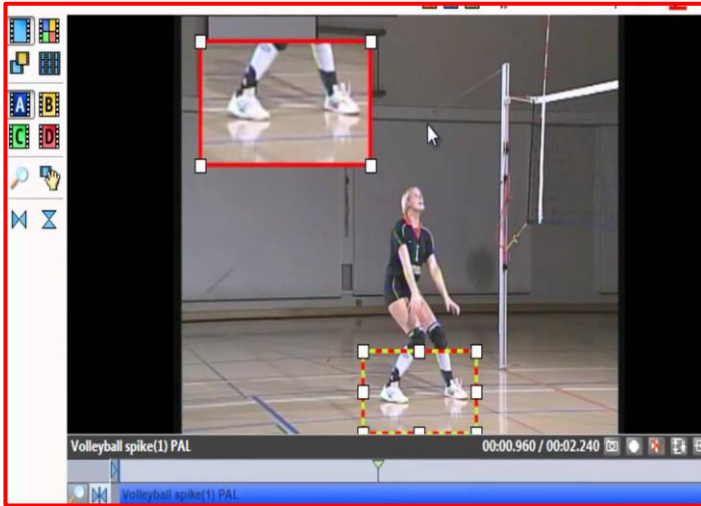 A B
C D
Volleyball spike(1) PAL 00:00.960 / 00:02.240
Volleyball spike(1) PAL